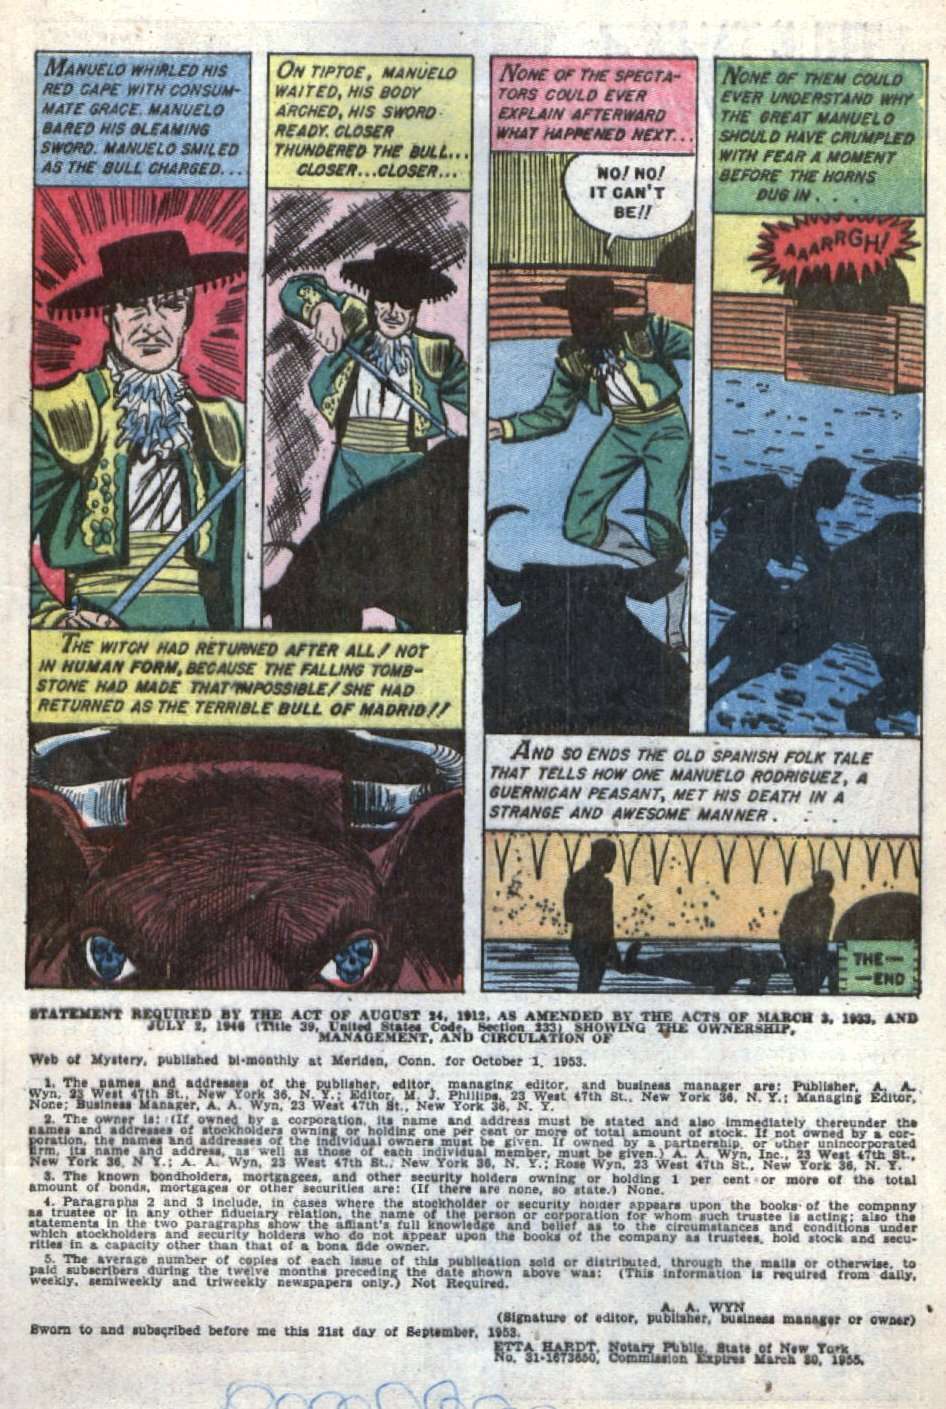 MANUELO WHIRLED HIS
RED CAPE WITH CONSUM-
MATE GRACE. MANUELO
BARED HIS GLEAMING
SWORD. MANUELO SMILED
AS THE BULL CHARGED...
ON TIPTOE, MANUELO
WAITED, HIS BODY
ARCHED, HIS SWORD
READY. CLOSER
THUNDERED THE BULL...
CLOSER...CLOSER...
NONE OF THE SPECTA-
TORS COULD EVER
EXPLAIN AFTERWARD
WHAT HAPPENED NEXT...
NO! NO!
IT CAN'T
BE!!
NONE OF THEM COULD
EVER UNDERSTAND WHY
THE GREAT MANUELO
SHOULD HAVE CRUMPLED
WITH FEAR A MOMENT
BEFORE THE HORNS
DUG IN...
AAARRGH!
THE WITCH HAD RETURNED AFTER ALL! NOT
IN HUMAN FORM, BECAUSE THE FALLING TOMB-
STONE HAD MADE THAT IMPOSSIBLE! SHE HAD
RETURNED AS THE TERRIBLE BULL OF MADRID!!
AND SO ENDS THE OLD SPANISH FOLK TALE
THAT TELLS HOW ONE MANUELO RODRIGUEZ, A
GUERNICAN PEASANT, MET HIS DEATH IN A
STRANGE AND AWESOME MANNER...
THE—
—END
STATEMENT REQUIRED BY THE ACT OF AUGUST 24, 1912, AS AMENDED BY THE ACTS OF MARCH 3, 1933, AND
JULY 2, 1946 (Title 39, United States Code, Section 233) SHOWING THE OWNERSHIP,
MANAGEMENT, AND CIRCULATION OF
Web of Mystery, published bi-monthly at Meriden, Conn. for October 1, 1953.
1. The names and addresses of the publisher, editor, managing editor, and business manager are: Publisher, A. A.
Wyn, 23 West 47th St., New York 36, N. Y.; Editor, M. J. Phillips, 23 West 47th St., New York 36, N. Y.; Managing Editor,
None; Business Manager, A. A. Wyn, 23 West 47th St., New York 36, N. Y.
2. The owner is: (If owned by a corporation, its name and address must be stated and also immediately thereunder the
names and addresses of stockholders owning or holding one per cent or more of total amount of stock. If not owned by a cor-
poration, the names and addresses of the individual owners must be given. If owned by a partnership, or other unincorporated
firm, its name and address, as well as those of each individual member, must be given.) A. A. Wyn, Inc., 23 West 47th St.,
New York 36, N. Y.; A. A. Wyn, 23 West 47th St., New York 36, N. Y.; Rose Wyn, 23 West 47th St., New York 36, N. Y.
3. The known bondholders, mortgagees, and other security holders owning or holding 1 per cent or more of the total
amount of bonds, mortgages or other securities are: (If there are none, so state.) None.
4. Paragraphs 2 and 3 include, in cases where the stockholder or security holder appears upon the books of the company
as trustee or in any other fiduciary relation, the name of the person or corporation for whom such trustee is acting; also the
statements in the two paragraphs show the affiant's full knowledge and belief as to the circumstances and conditions under
which stockholders and security holders who do not appear upon the books of the company as trustees, hold stock and secu-
rities in a capacity other than that of a bona fide owner.
5. The average number of copies of each issue of this publication sold or distributed, through the mails or otherwise, to
paid subscribers during the twelve months preceding the date shown above was: (This information is required from daily,
weekly, semiweekly and triweekly newspapers only.) Not Required.
A. A. WYN
(Signature of editor, publisher, business manager or owner)
Sworn to and subscribed before me this 21st day of September, 1953.
ETTA HARDT, Notary Public, State of New York
No. 31-1673650, Commission Expires March 30, 1955.